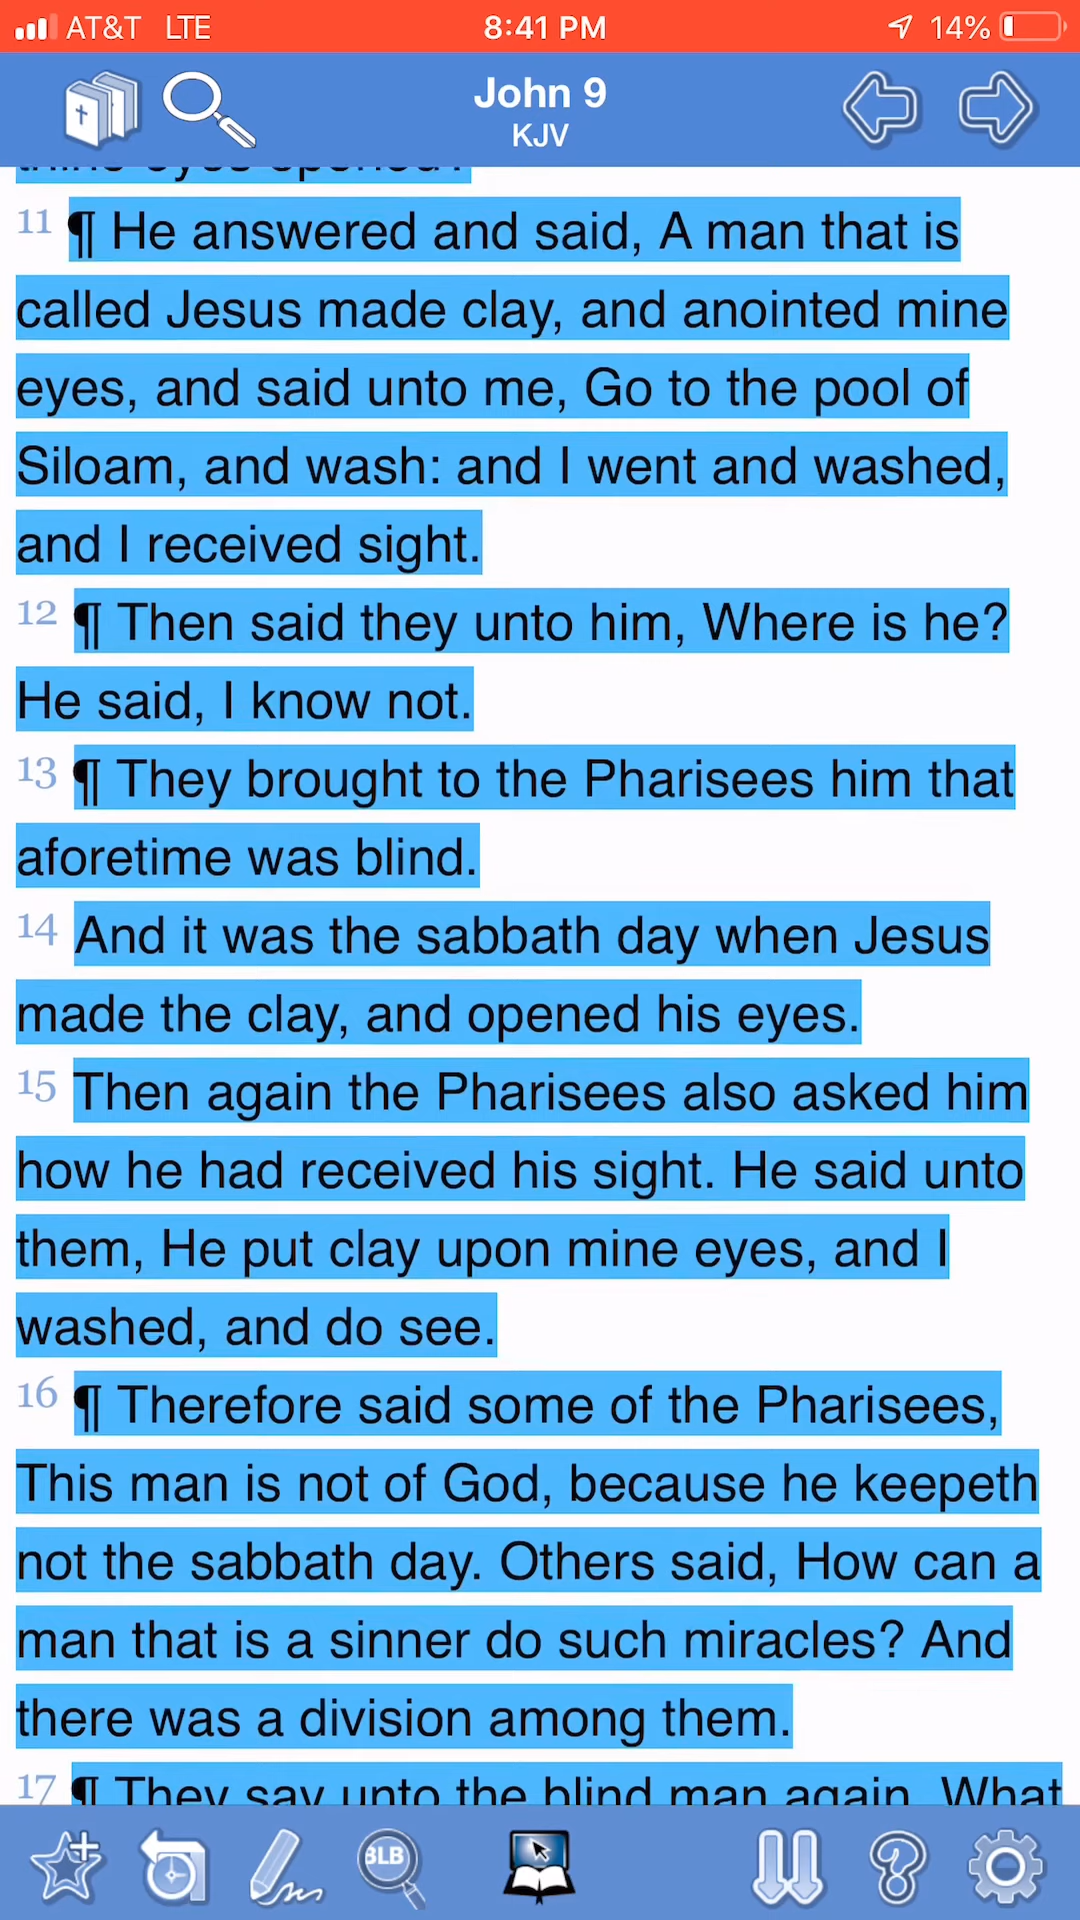 AT&T LTE 8:41 PM 14%
John 9
KJV
thine eyes opened?
11 ¶ He answered and said, A man that is
called Jesus made clay, and anointed mine
eyes, and said unto me, Go to the pool of
Siloam, and wash: and I went and washed,
and I received sight.
12 ¶ Then said they unto him, Where is he?
He said, I know not.
13 ¶ They brought to the Pharisees him that
aforetime was blind.
14 And it was the sabbath day when Jesus
made the clay, and opened his eyes.
15 Then again the Pharisees also asked him
how he had received his sight. He said unto
them, He put clay upon mine eyes, and I
washed, and do see.
16 ¶ Therefore said some of the Pharisees,
This man is not of God, because he keepeth
not the sabbath day. Others said, How can a
man that is a sinner do such miracles? And
there was a division among them.
17 ¶ They say unto the blind man again, What
BLB